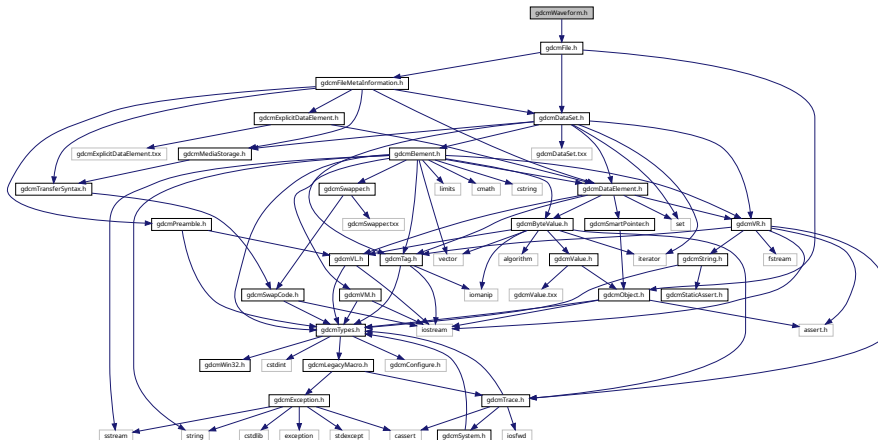 gdcmWaveform.h
gdcmFile.h
gdcmFileMetaInformation.h
gdcmExplicitDataElement.h
gdcmDataSet.h
gdcmExplicitDataElement.txx
gdcmMediaStorage.h
gdcmElement.h
gdcmDataSet.txx
gdcmTransferSyntax.h
gdcmSwapper.h
limits
cmath
cstring
gdcmDataElement.h
gdcmPreamble.h
gdcmSwapper.txx
gdcmByteValue.h
gdcmSmartPointer.h
set
gdcmVR.h
gdcmVL.h
gdcmTag.h
vector
algorithm
gdcmValue.h
iterator
gdcmString.h
fstream
gdcmSwapCode.h
gdcmVM.h
iomanip
gdcmValue.txx
gdcmObject.h
gdcmStaticAssert.h
gdcmTypes.h
iostream
assert.h
gdcmWin32.h
cstdint
gdcmLegacyMacro.h
gdcmConfigure.h
gdcmException.h
gdcmTrace.h
sstream
string
cstdlib
exception
stdexcept
cassert
gdcmSystem.h
iosfwd